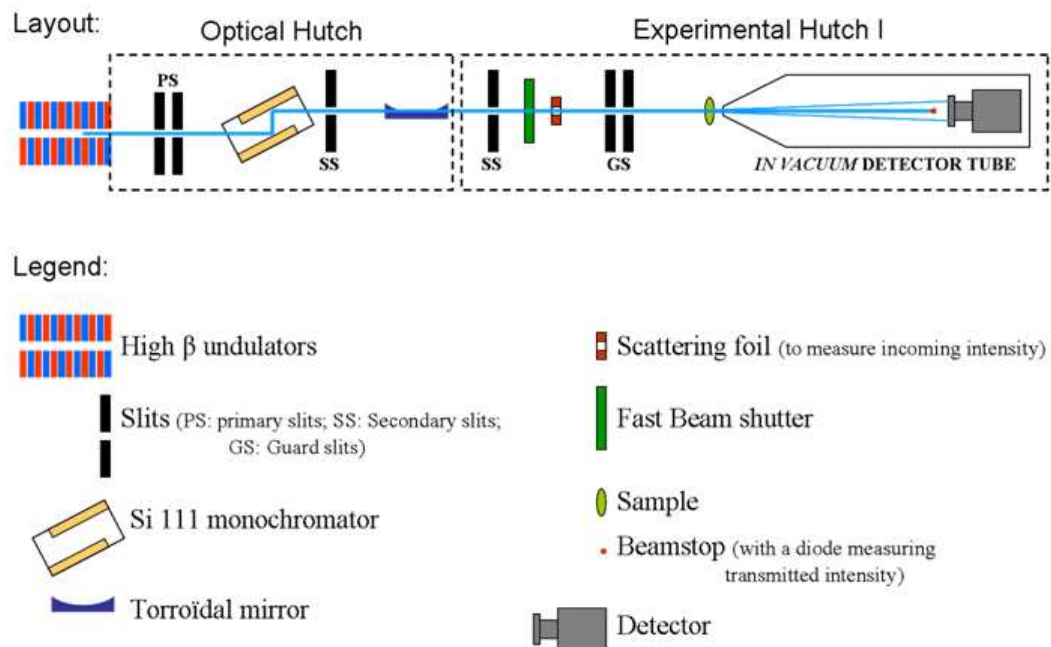 Layout:
Optical Hutch
Experimental Hutch I
PS
SS
SS
GS
IN VACUUM DETECTOR TUBE
Legend:
High β undulators
Slits (PS: primary slits; SS: Secondary slits;
GS: Guard slits)
Si 111 monochromator
Torroïdal mirror
Scattering foil (to measure incoming intensity)
Fast Beam shutter
Sample
Beamstop (with a diode measuring
transmitted intensity)
Detector